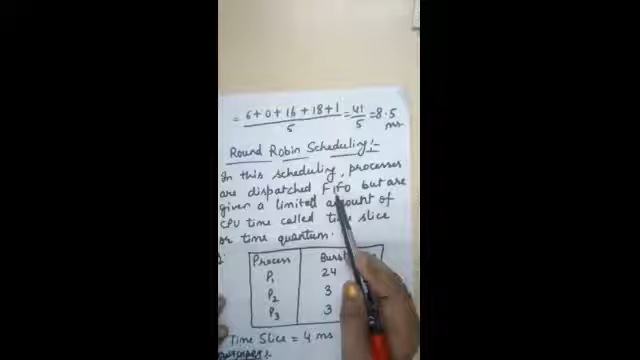 = 6+0+16+18+1 / 5 = 41 / 5 = 8.5 ms
Round Robin Scheduling:-
In this scheduling, processes
are dispatched FIFO but are
given a limited amount of
CPU time called time slice
or time quantum.
Process Burst
P1 24
P2 3
P3 3
Time Slice = 4 ms